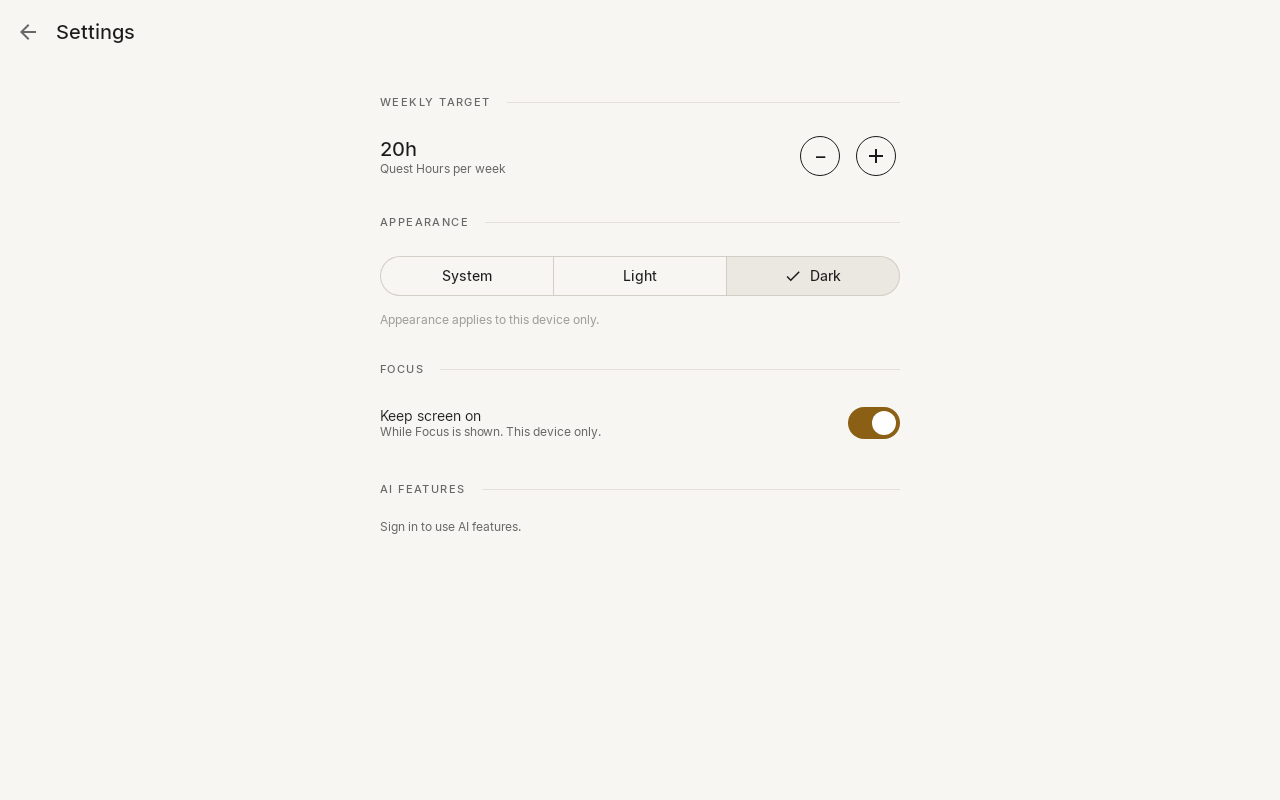 Settings
WEEKLY TARGET
20h
Quest Hours per week
APPEARANCE
System
Light
Dark
Appearance applies to this device only.
FOCUS
Keep screen on
While Focus is shown. This device only.
AI FEATURES
Sign in to use AI features.